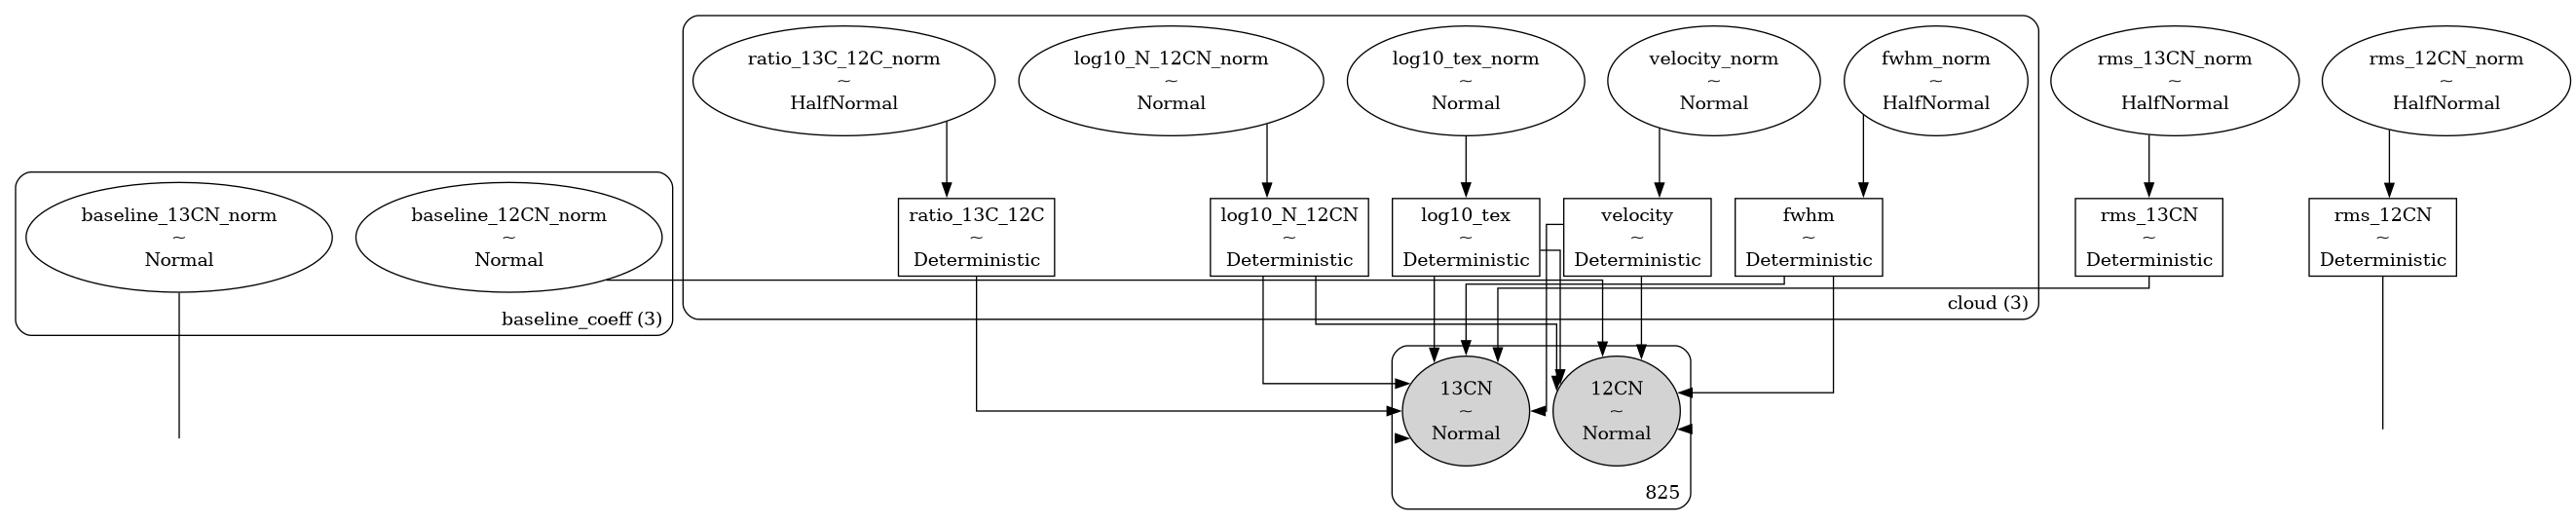 ratio_13C_12C_norm
~
HalfNormal
log10_N_12CN_norm
~
Normal
log10_tex_norm
~
Normal
velocity_norm
~
Normal
fwhm_norm
~
HalfNormal
rms_13CN_norm
~
HalfNormal
rms_12CN_norm
~
HalfNormal
baseline_13CN_norm
~
Normal
baseline_12CN_norm
~
Normal
baseline_coeff (3)
ratio_13C_12C
~
Deterministic
log10_N_12CN
~
Deterministic
log10_tex
~
Deterministic
velocity
~
Deterministic
fwhm
~
Deterministic
cloud (3)
rms_13CN
~
Deterministic
rms_12CN
~
Deterministic
13CN
~
Normal
12CN
~
Normal
825